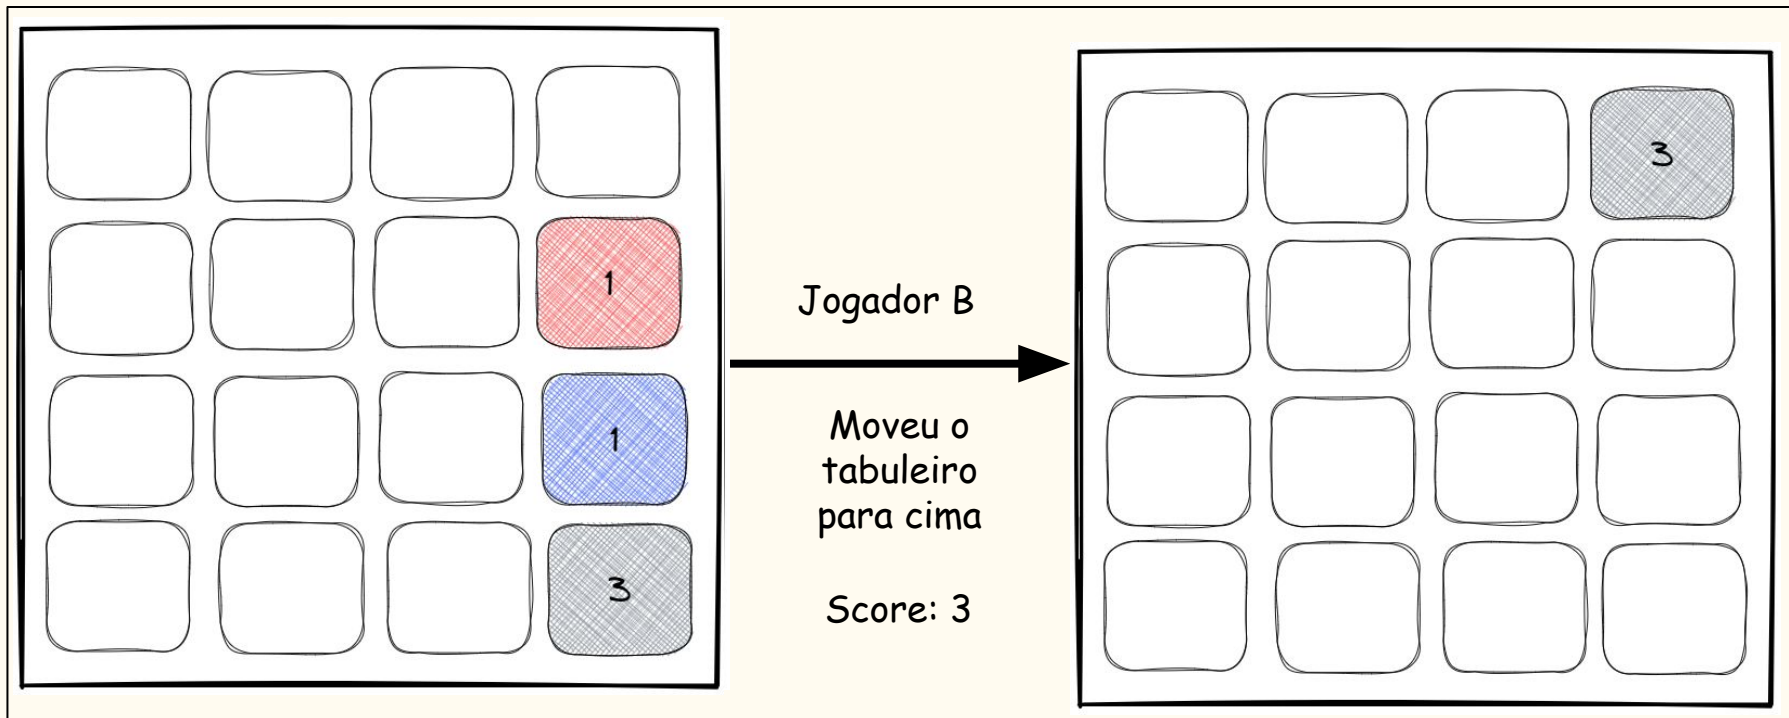 1
1
3
Jogador B
Moveu o
tabuleiro
para cima
Score: 3
3